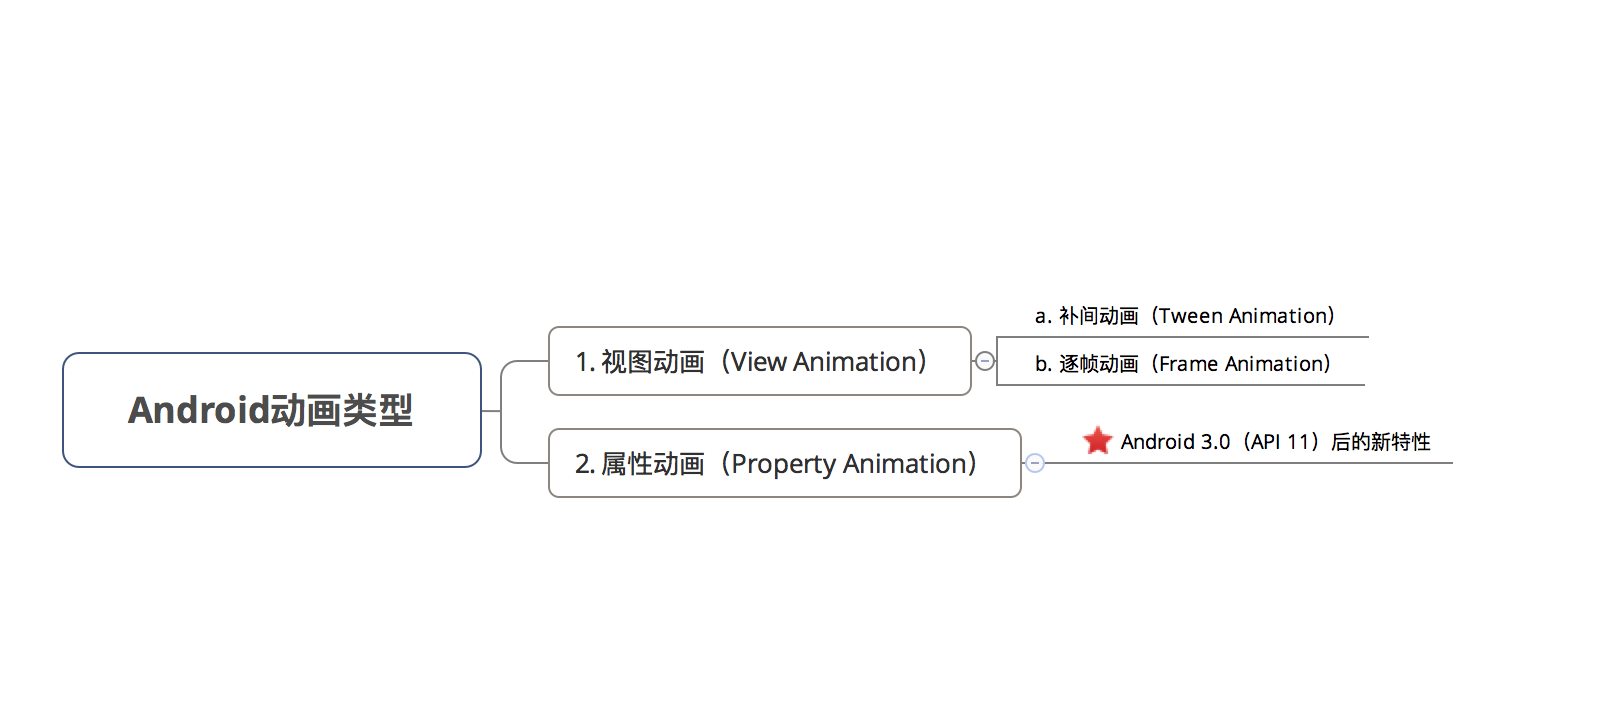 Android动画类型
1. 视图动画（View Animation）
a. 补间动画（Tween Animation）
b. 逐帧动画（Frame Animation）
2. 属性动画（Property Animation）
Android 3.0（API 11）后的新特性